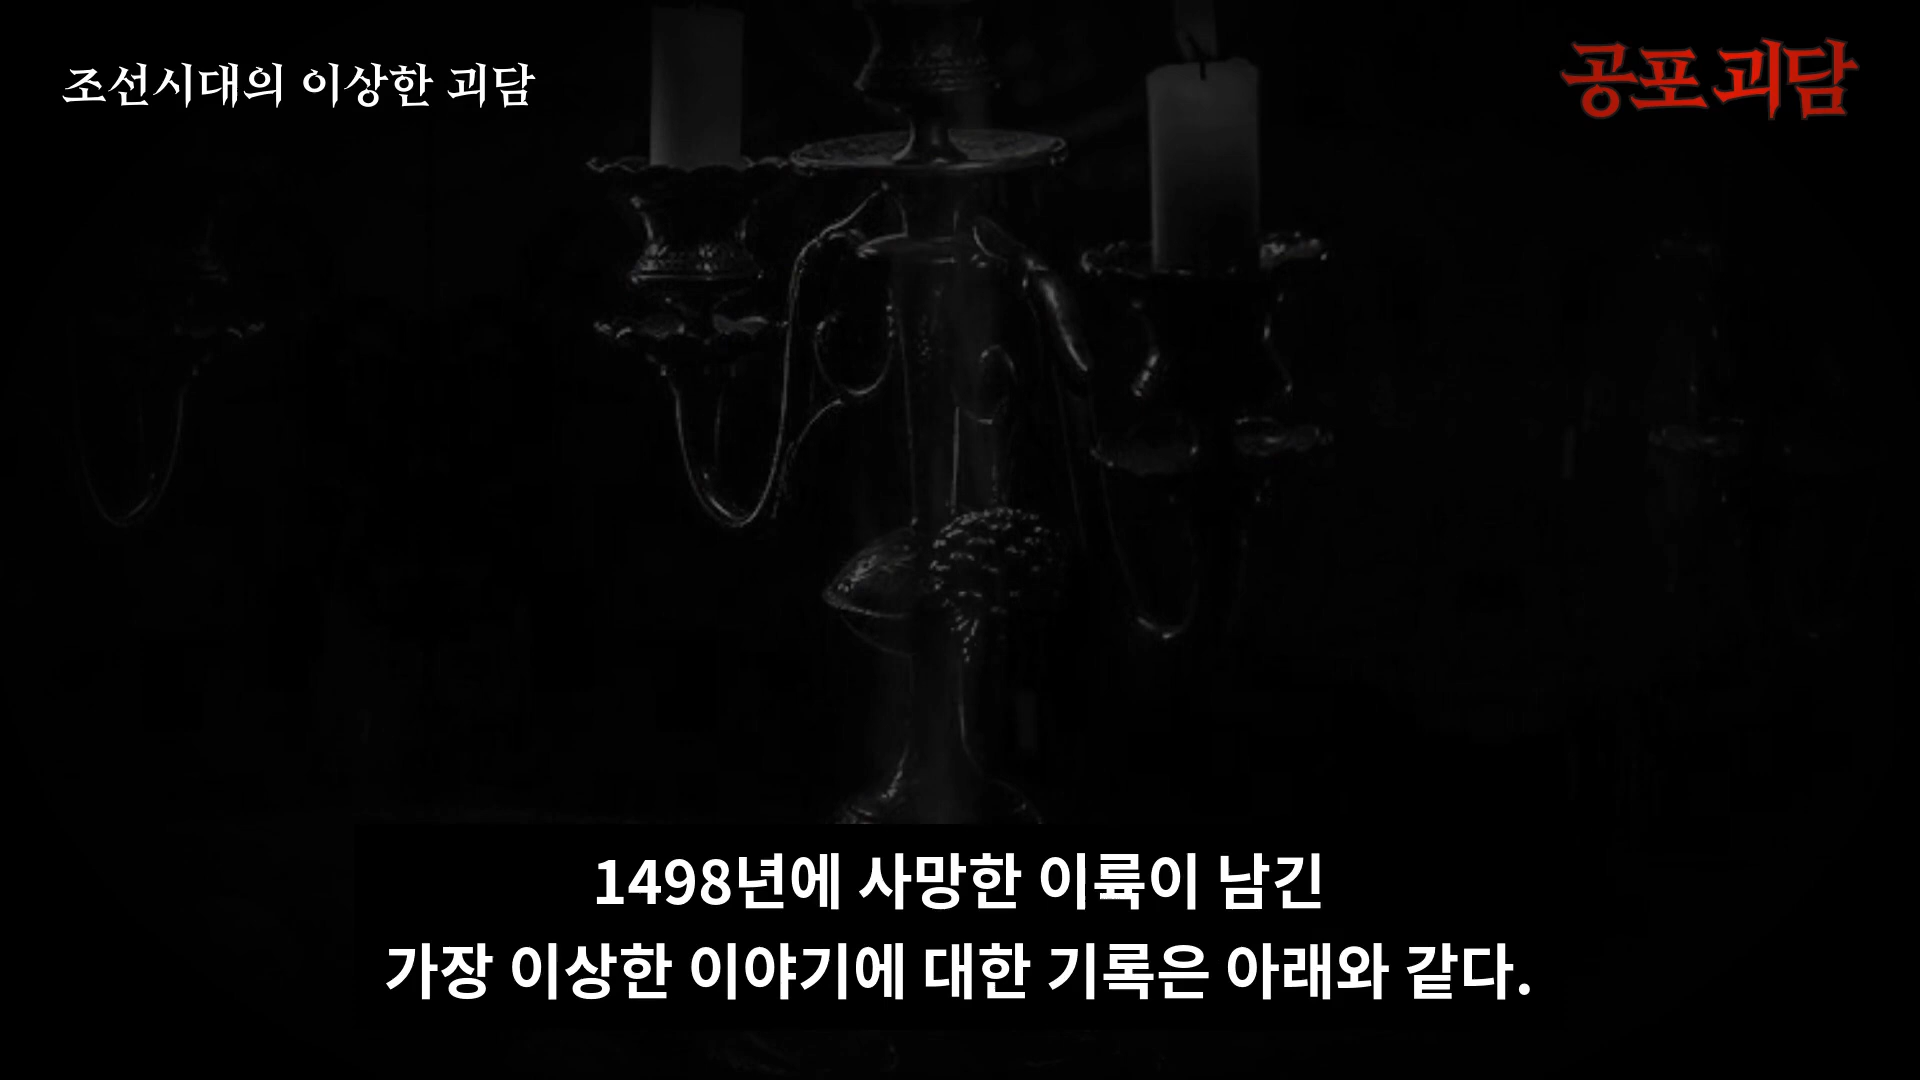 조선시대의 이상한 괴담
공포 괴담
1498년에 사망한 이륙이 남긴
가장 이상한 이야기에 대한 기록은 아래와 같다.